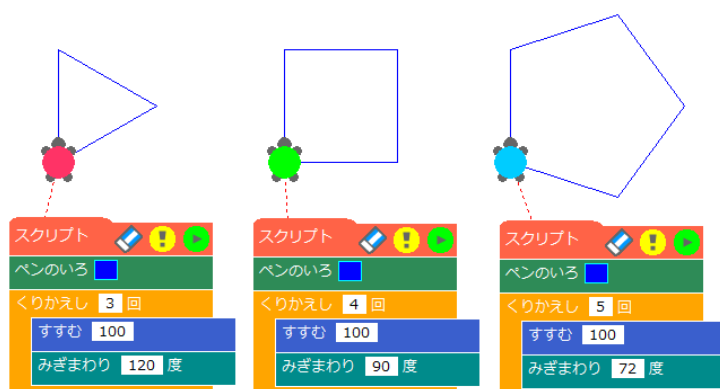 スクリプト
ペンのいろ
くりかえし 3 回
すすむ 100
みぎまわり 120 度
スクリプト
ペンのいろ
くりかえし 4 回
すすむ 100
みぎまわり 90 度
スクリプト
ペンのいろ
くりかえし 5 回
すすむ 100
みぎまわり 72 度